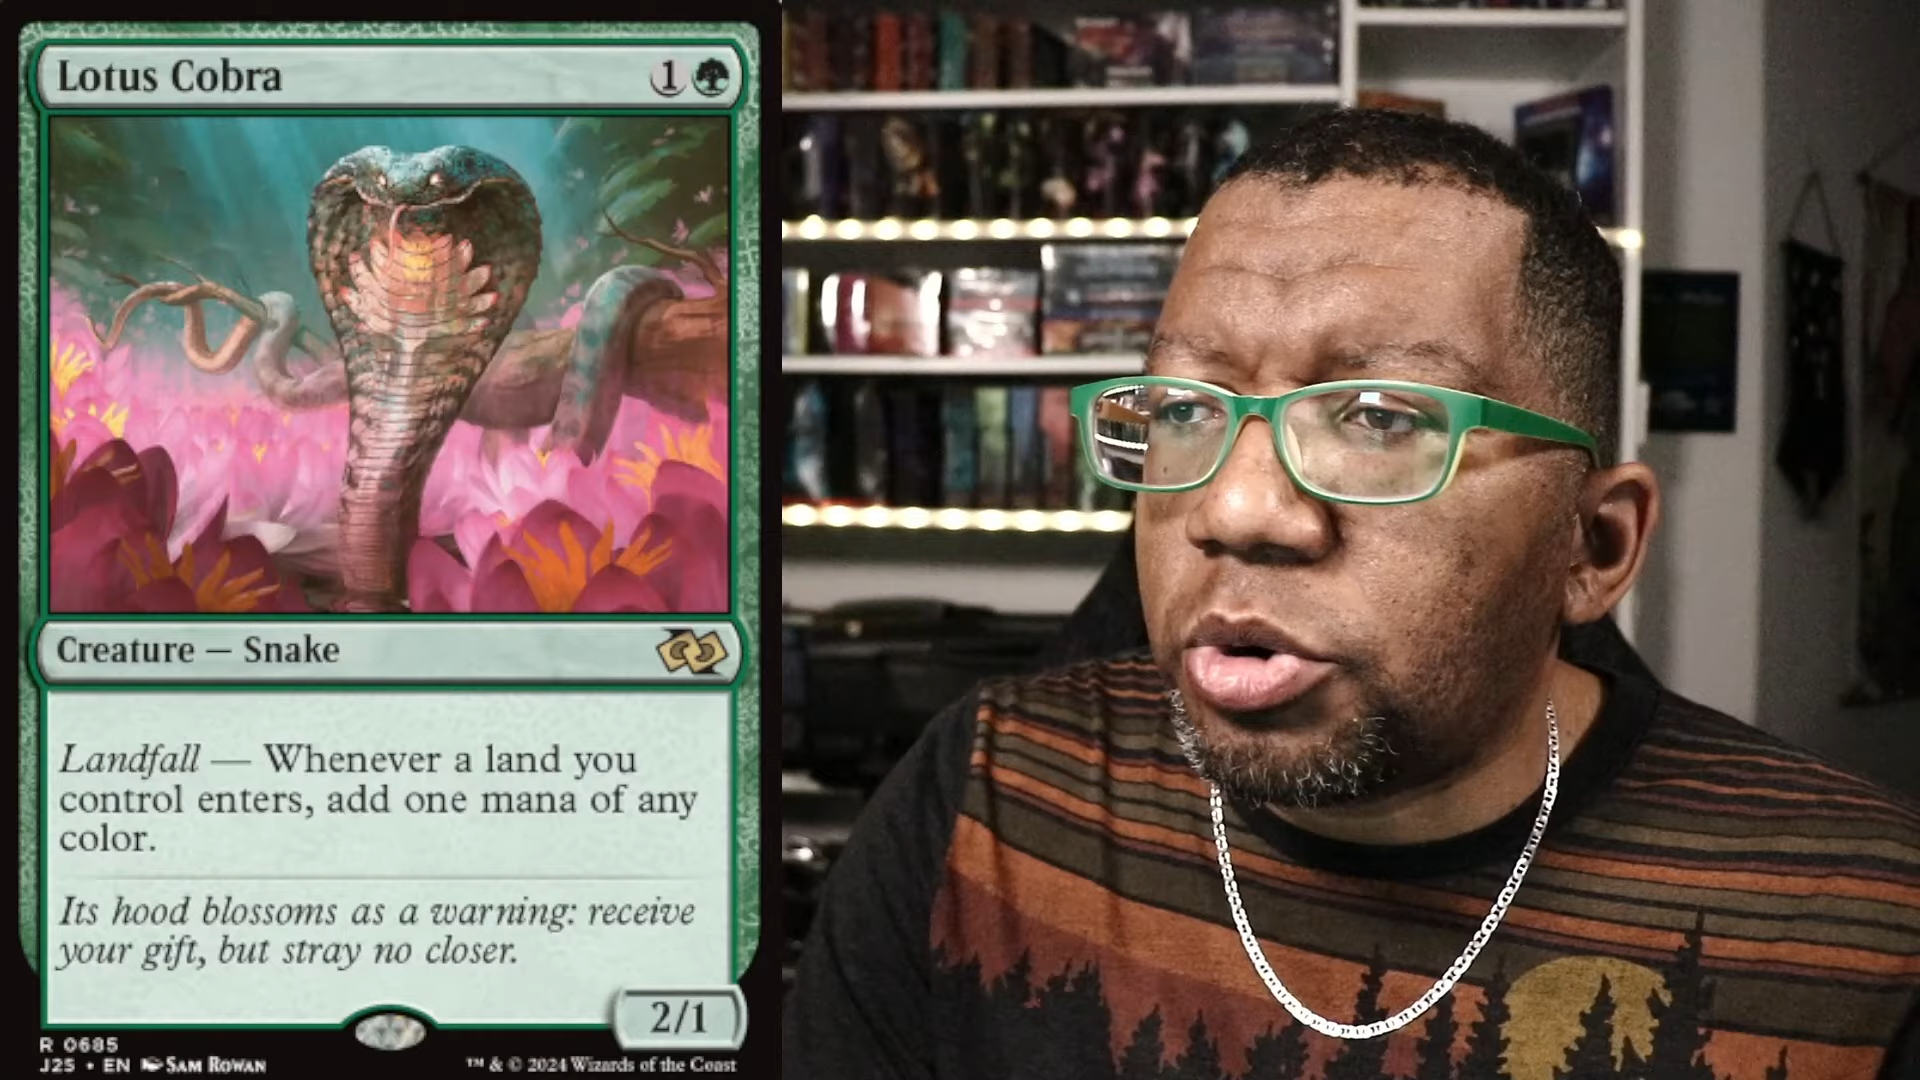 Lotus Cobra
1
Creature — Snake
Landfall — Whenever a land you
control enters, add one mana of any
color.
Its hood blossoms as a warning: receive
your gift, but stray no closer.
2/1
R 0685
J25 • EN SAM ROWAN
™ & © 2024 Wizards of the Coast